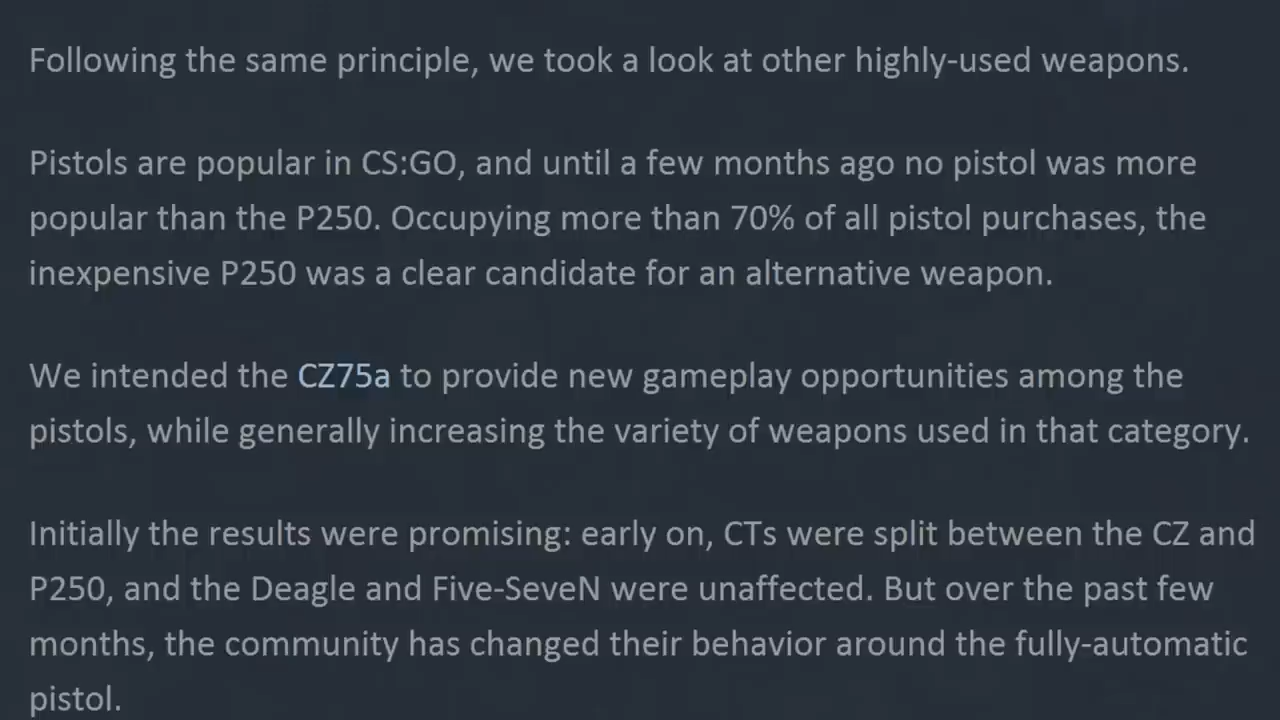 Following the same principle, we took a look at other highly-used weapons.
Pistols are popular in CS:GO, and until a few months ago no pistol was more
popular than the P250. Occupying more than 70% of all pistol purchases, the
inexpensive P250 was a clear candidate for an alternative weapon.
We intended the CZ75a to provide new gameplay opportunities among the
pistols, while generally increasing the variety of weapons used in that category.
Initially the results were promising: early on, CTs were split between the CZ and
P250, and the Deagle and Five-SeveN were unaffected. But over the past few
months, the community has changed their behavior around the fully-automatic
pistol.